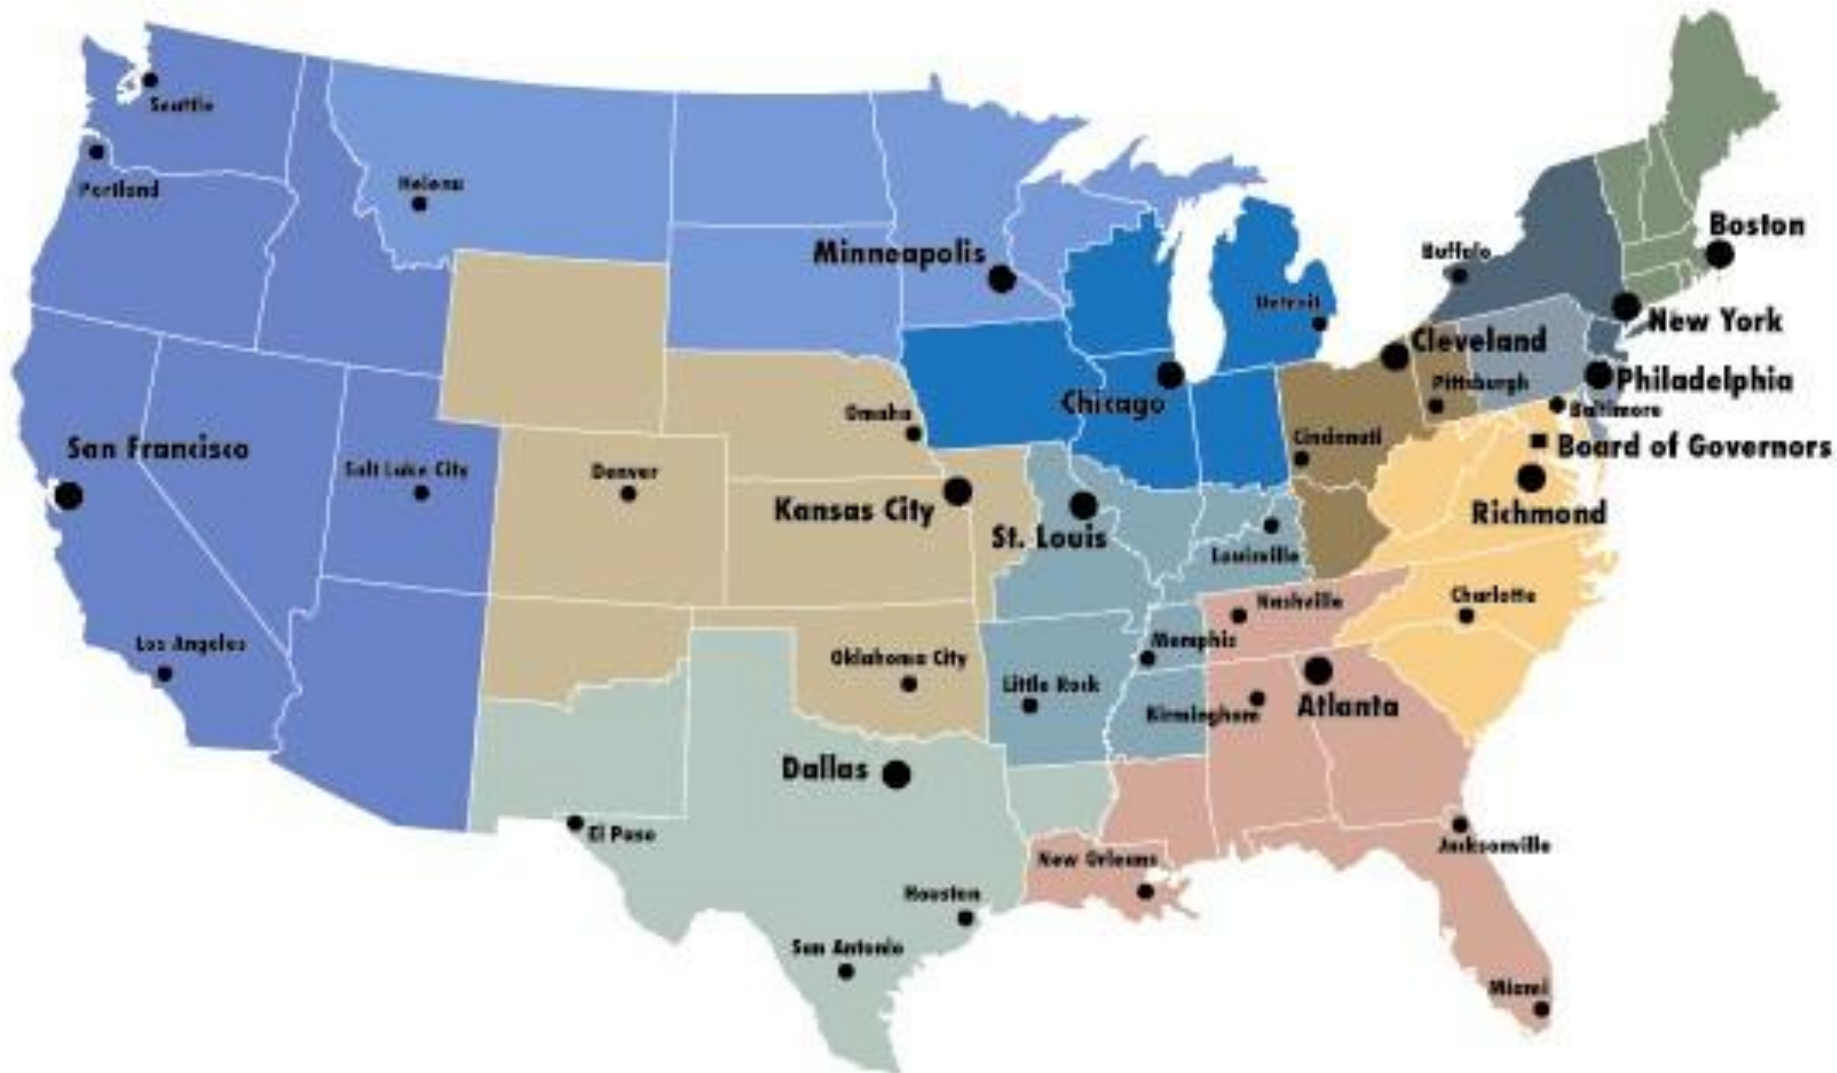 Seattle
Portland
Helena
Minneapolis
Buffalo
Boston
Detroit
New York
Cleveland
Pittsburgh
Philadelphia
Chicago
Omaha
Baltimore
Cincinnati
Board of Governors
San Francisco
Salt Lake City
Denver
Kansas City
St. Louis
Louisville
Richmond
Nashville
Charlotte
Los Angeles
Memphis
Oklahoma City
Little Rock
Birmingham
Atlanta
Dallas
El Paso
Jacksonville
New Orleans
Houston
San Antonio
Miami